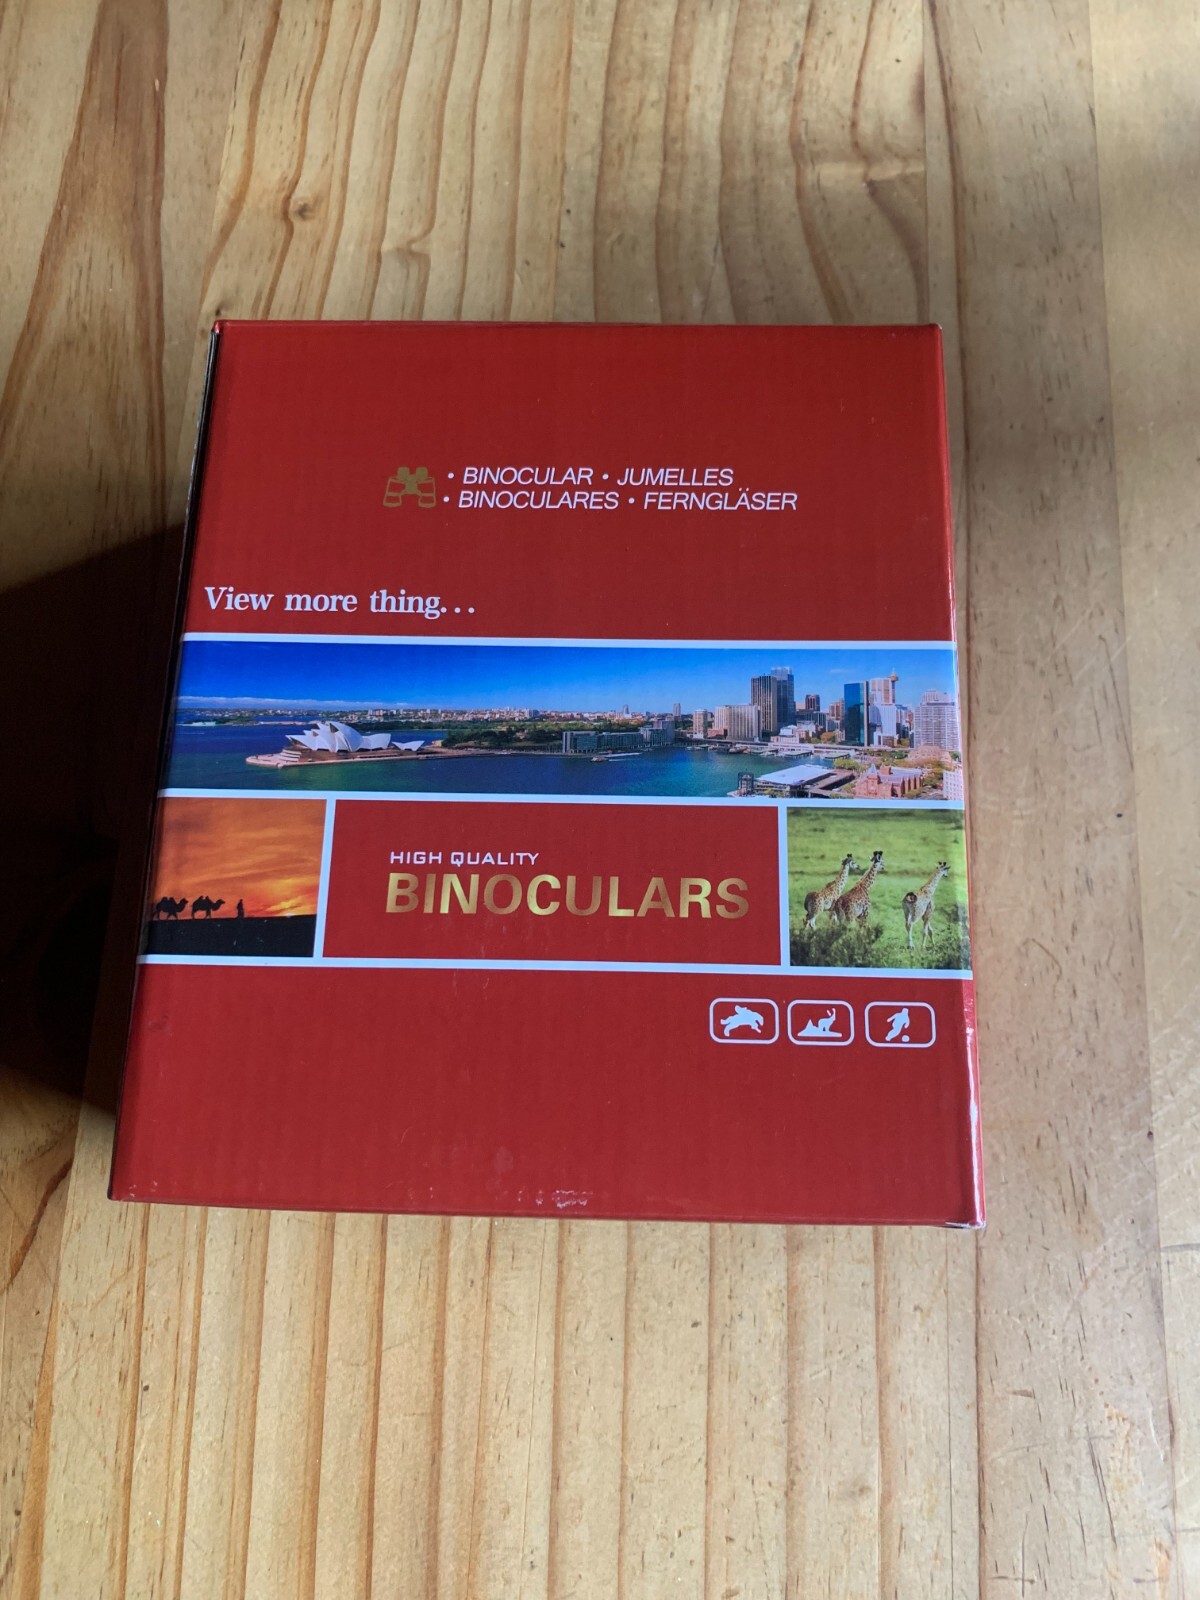 • BINOCULAR • JUMELLES
• BINOCULARES • FERNGLÄSER
View more thing...
HIGH QUALITY
BINOCULARS